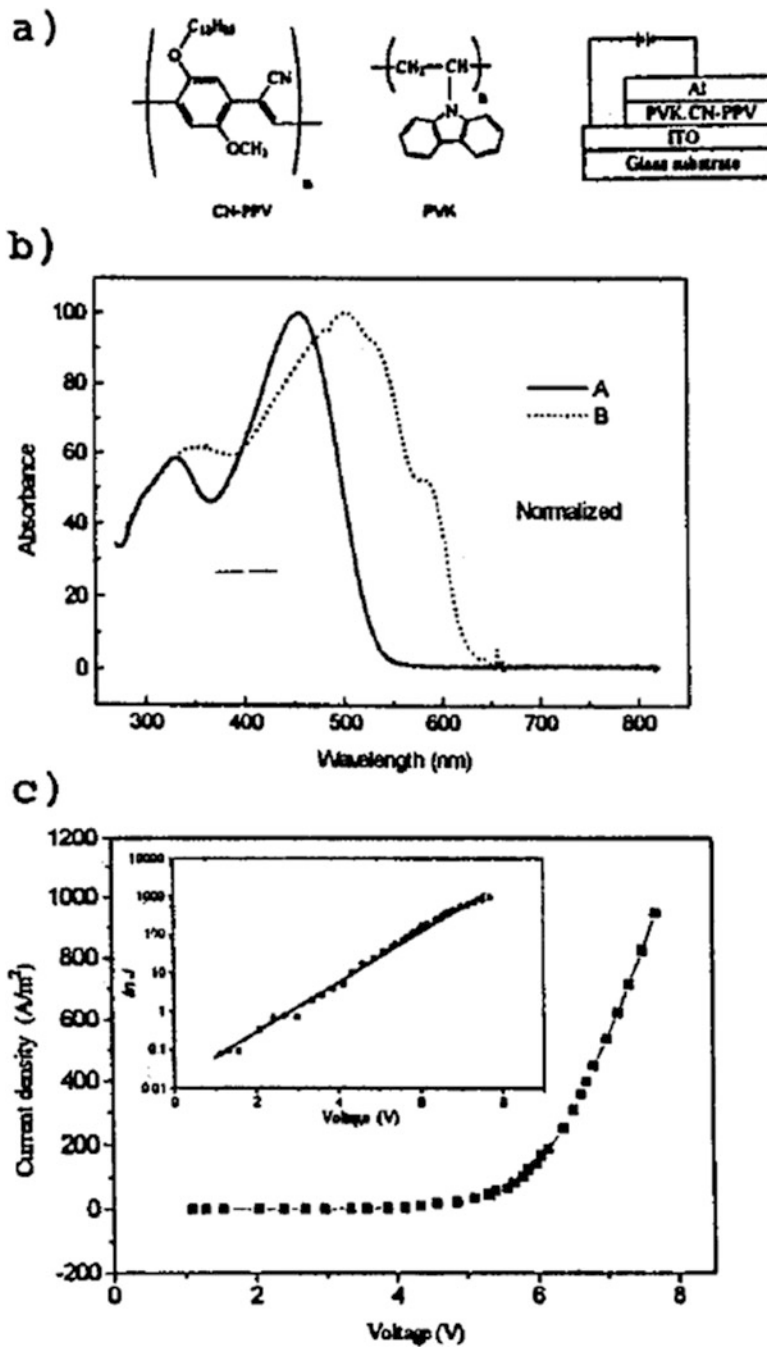 a)
CN
OCH3
CN-PPV
CH2
CH
N
PVK
Al
PVK:CN-PPV
ITO
Glass substrate
b)
100
80
60
40
20
0
Absorbance
A
B
Normalized
300 400 500 600 700 800
Wavelength (nm)
c)
1200
1000
800
600
400
200
0
-200
Current density (A/m2)
10000
1000
100
10
1
0.1
0.01
ln J
0 2 4 6 8
Voltage (V)
0 2 4 6 8
Voltage (V)